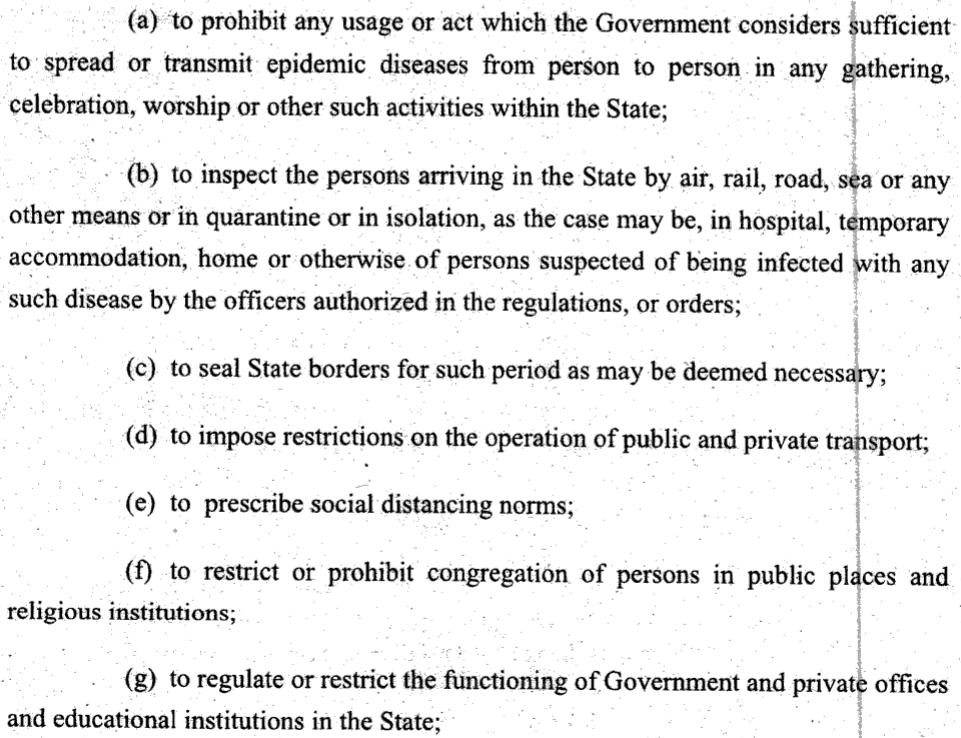 (a) to prohibit any usage or act which the Government considers sufficient
to spread or transmit epidemic diseases from person to person in any gathering,
celebration, worship or other such activities within the State;
(b) to inspect the persons arriving in the State by air, rail, road, sea or any
other means or in quarantine or in isolation, as the case may be, in hospital, temporary
accommodation, home or otherwise of persons suspected of being infected with any
such disease by the officers authorized in the regulations, or orders;
(c) to seal State borders for such period as may be deemed necessary;
(d) to impose restrictions on the operation of public and private transport;
(e) to prescribe social distancing norms;
(f) to restrict or prohibit congregation of persons in public places and
religious institutions;
(g) to regulate or restrict the functioning of Government and private offices
and educational institutions in the State;